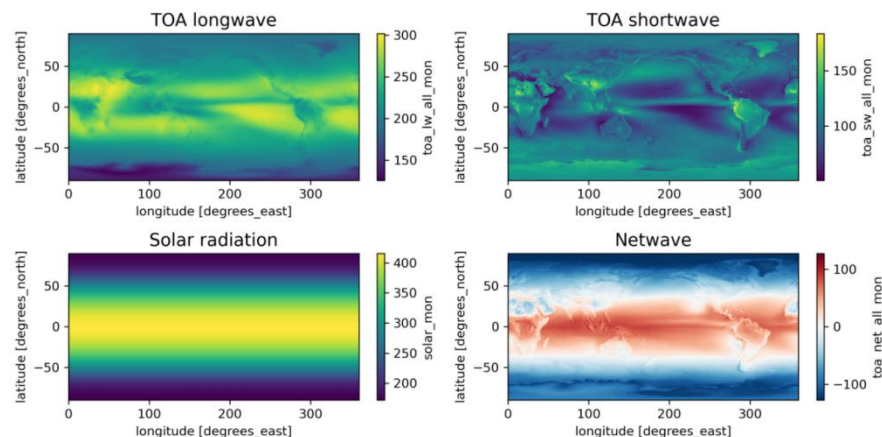 TOA longwave
50
0
−50
0
100
200
300
longitude [degrees_east]
latitude [degrees_north]
300
250
200
150
toa_lw_all_mon
TOA shortwave
50
0
−50
0
100
200
300
longitude [degrees_east]
latitude [degrees_north]
150
100
toa_sw_all_mon
Solar radiation
50
0
−50
0
100
200
300
longitude [degrees_east]
latitude [degrees_north]
400
350
300
250
200
solar_mon
Netwave
50
0
−50
0
100
200
300
longitude [degrees_east]
latitude [degrees_north]
100
0
−100
toa_net_all_mon